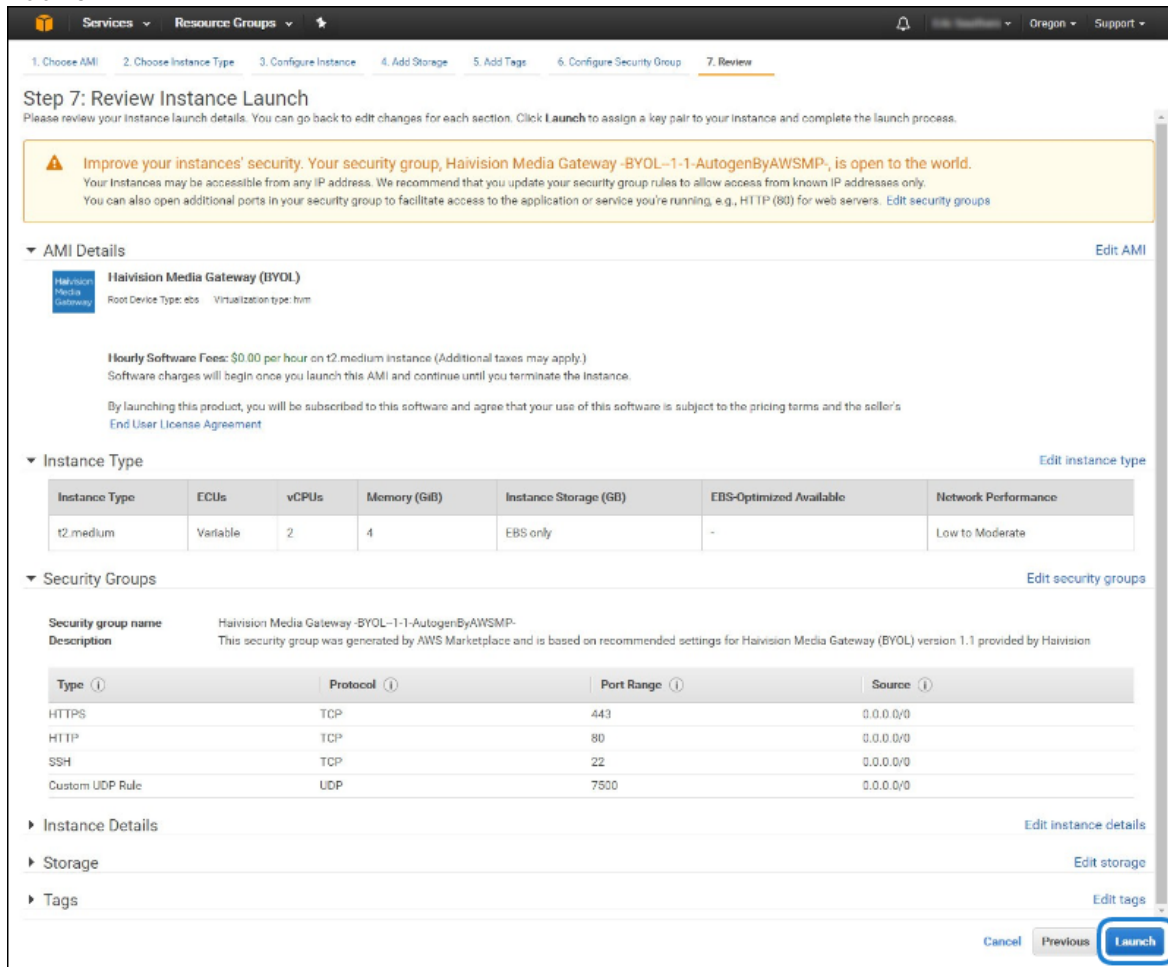 Services Resource Groups Oregon Support
1. Choose AMI 2. Choose Instance Type 3. Configure Instance 4. Add Storage 5. Add Tags 6. Configure Security Group 7. Review
Step 7: Review Instance Launch
Please review your instance launch details. You can go back to edit changes for each section. Click Launch to assign a key pair to your instance and complete the launch process.
Improve your instances' security. Your security group, Haivision Media Gateway -BYOL--1-1-AutogenByAWSMP-, is open to the world.
Your instances may be accessible from any IP address. We recommend that you update your security group rules to allow access from known IP addresses only.
You can also open additional ports in your security group to facilitate access to the application or service you're running, e.g., HTTP (80) for web servers. Edit security groups
AMI Details Edit AMI
Haivision Media Gateway
Haivision Media Gateway (BYOL)
Root Device Type: ebs Virtualization type: hvm
Hourly Software Fees: $0.00 per hour on t2.medium instance (Additional taxes may apply.)
Software charges will begin once you launch this AMI and continue until you terminate the instance.
By launching this product, you will be subscribed to this software and agree that your use of this software is subject to the pricing terms and the seller's
End User License Agreement
Instance Type Edit instance type
Instance Type ECUs vCPUs Memory (GiB) Instance Storage (GB) EBS-Optimized Available Network Performance
t2.medium Variable 2 4 EBS only - Low to Moderate
Security Groups Edit security groups
Security group name Haivision Media Gateway -BYOL--1-1-AutogenByAWSMP-
Description This security group was generated by AWS Marketplace and is based on recommended settings for Haivision Media Gateway (BYOL) version 1.1 provided by Haivision
Type Protocol Port Range Source
HTTPS TCP 443 0.0.0.0/0
HTTP TCP 80 0.0.0.0/0
SSH TCP 22 0.0.0.0/0
Custom UDP Rule UDP 7500 0.0.0.0/0
Instance Details Edit instance details
Storage Edit storage
Tags Edit tags
Cancel Previous Launch